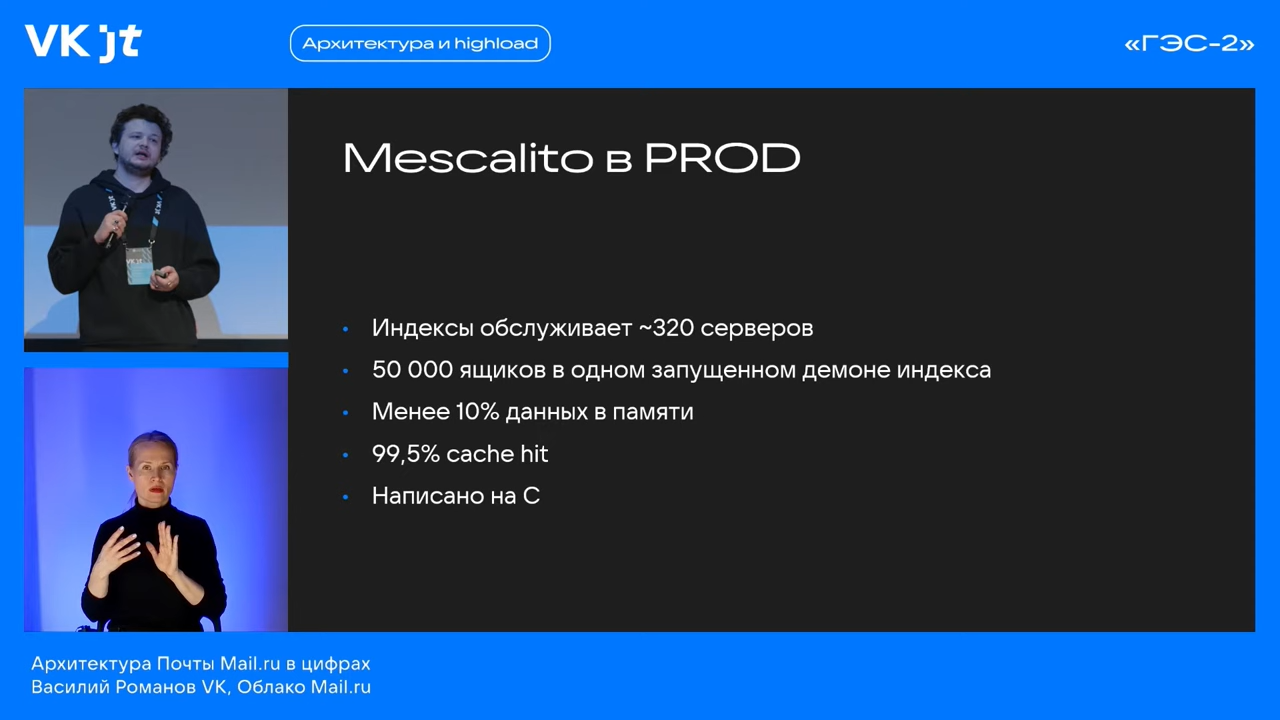 VK jt
Архитектура и highload
«ГЭС-2»
Mescalito в PROD
• Индексы обслуживает ~320 серверов
• 50 000 ящиков в одном запущенном демоне индекса
• Менее 10% данных в памяти
• 99,5% cache hit
• Написано на C
Архитектура Почты Mail.ru в цифрах
Василий Романов VK, Облако Mail.ru